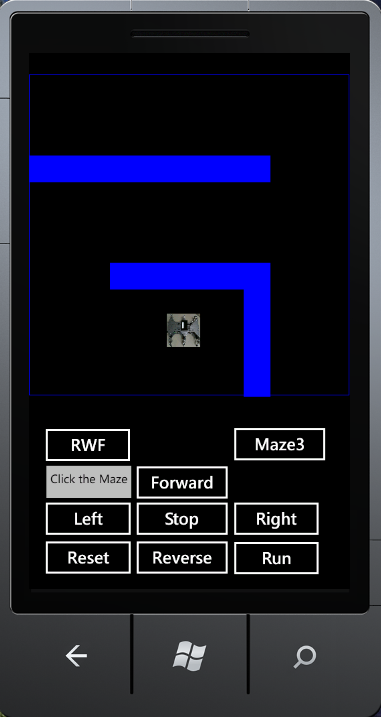 RWF
Maze3
Click the Maze
Forward
Left
Stop
Right
Reset
Reverse
Run